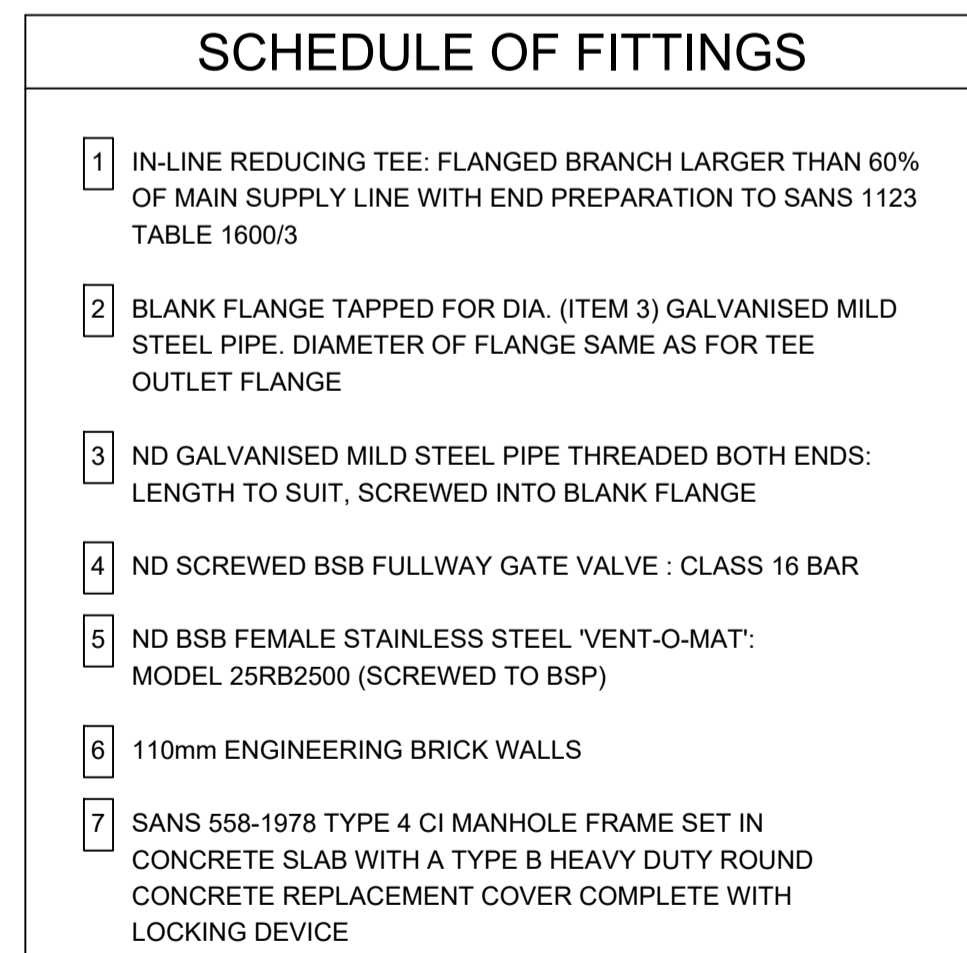 SCHEDULE OF FITTINGS
1 IN-LINE REDUCING TEE: FLANGED BRANCH LARGER THAN 60%
OF MAIN SUPPLY LINE WITH END PREPARATION TO SANS 1123
TABLE 1600/3
2 BLANK FLANGE TAPPED FOR DIA. (ITEM 3) GALVANISED MILD
STEEL PIPE. DIAMETER OF FLANGE SAME AS FOR TEE
OUTLET FLANGE
3 ND GALVANISED MILD STEEL PIPE THREADED BOTH ENDS:
LENGTH TO SUIT, SCREWED INTO BLANK FLANGE
4 ND SCREWED BSB FULLWAY GATE VALVE : CLASS 16 BAR
5 ND BSB FEMALE STAINLESS STEEL 'VENT-O-MAT':
MODEL 25RB2500 (SCREWED TO BSP)
6 110mm ENGINEERING BRICK WALLS
7 SANS 558-1978 TYPE 4 CI MANHOLE FRAME SET IN
CONCRETE SLAB WITH A TYPE B HEAVY DUTY ROUND
CONCRETE REPLACEMENT COVER COMPLETE WITH
LOCKING DEVICE